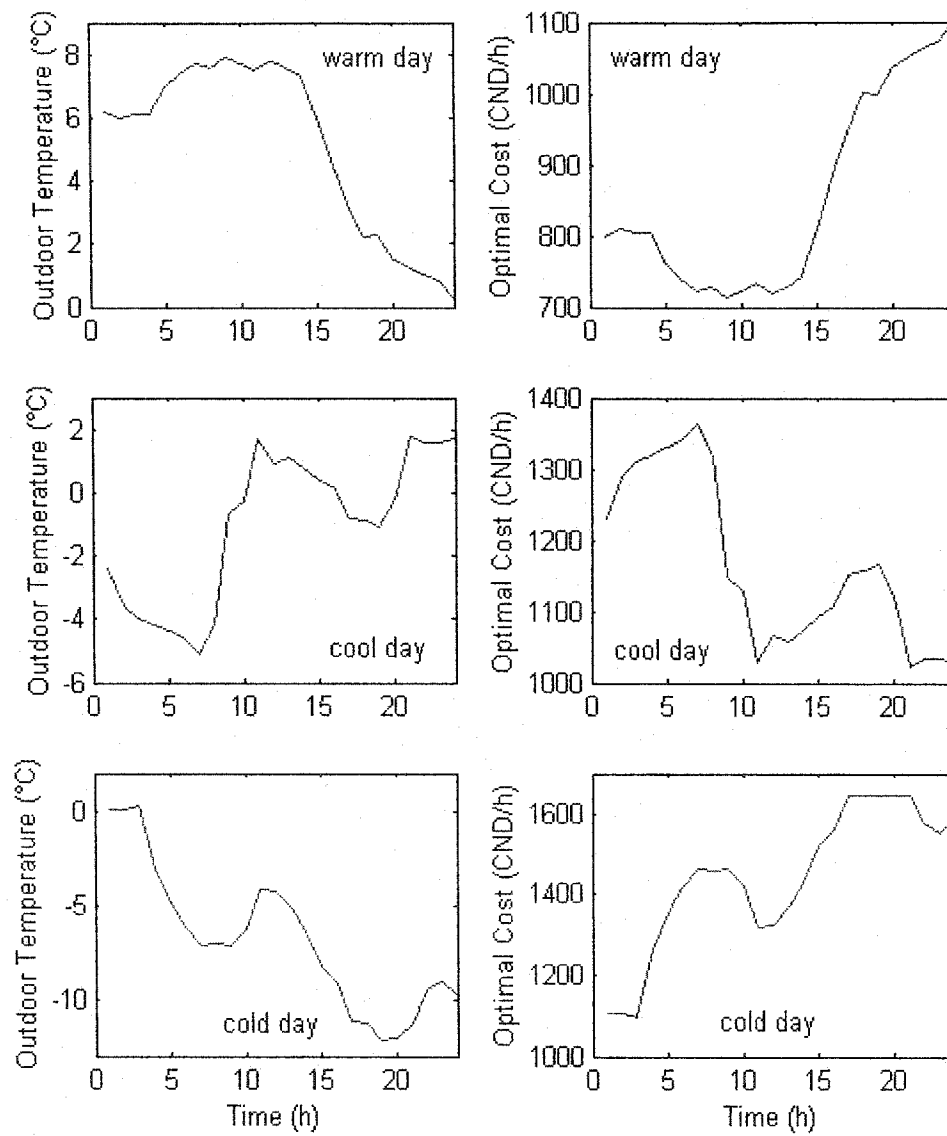 Outdoor Temperature (°C)
8
6
4
2
0
warm day
0 5 10 15 20
Optimal Cost (CND/h)
1100
1000
900
800
700
warm day
0 5 10 15 20
Outdoor Temperature (°C)
2
0
-2
-4
-6
cool day
0 5 10 15 20
Optimal Cost (CND/h)
1400
1300
1200
1100
1000
cool day
0 5 10 15 20
Outdoor Temperature (°C)
0
-5
-10
cold day
0 5 10 15 20
Time (h)
Optimal Cost (CND/h)
1600
1400
1200
1000
cold day
0 5 10 15 20
Time (h)